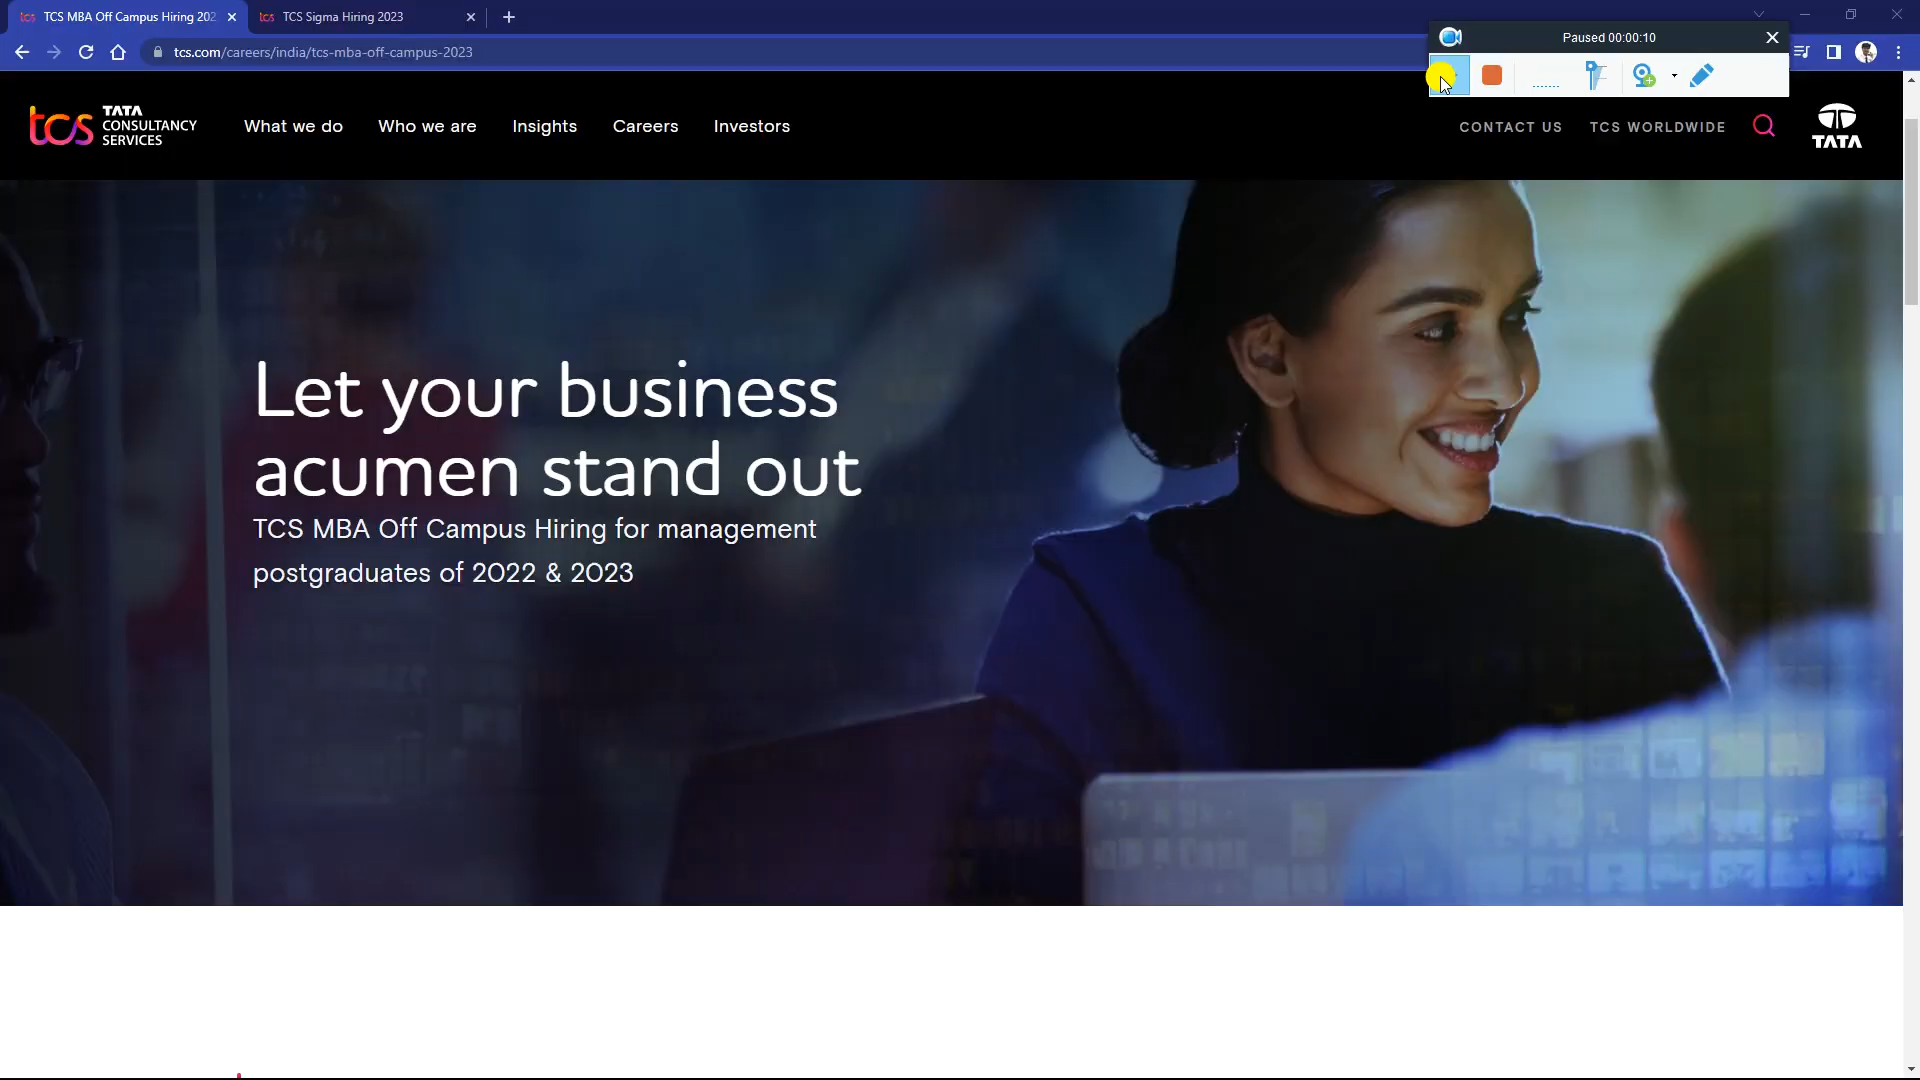 TCS MBA Off Campus Hiring 202
TCS Sigma Hiring 2023
tcs.com/careers/india/tcs-mba-off-campus-2023
Paused 00:00:10
tcs TATA
CONSULTANCY
SERVICES
What we do
Who we are
Insights
Careers
Investors
CONTACT US
TCS WORLDWIDE
TATA
Let your business
acumen stand out
TCS MBA Off Campus Hiring for management
postgraduates of 2022 & 2023